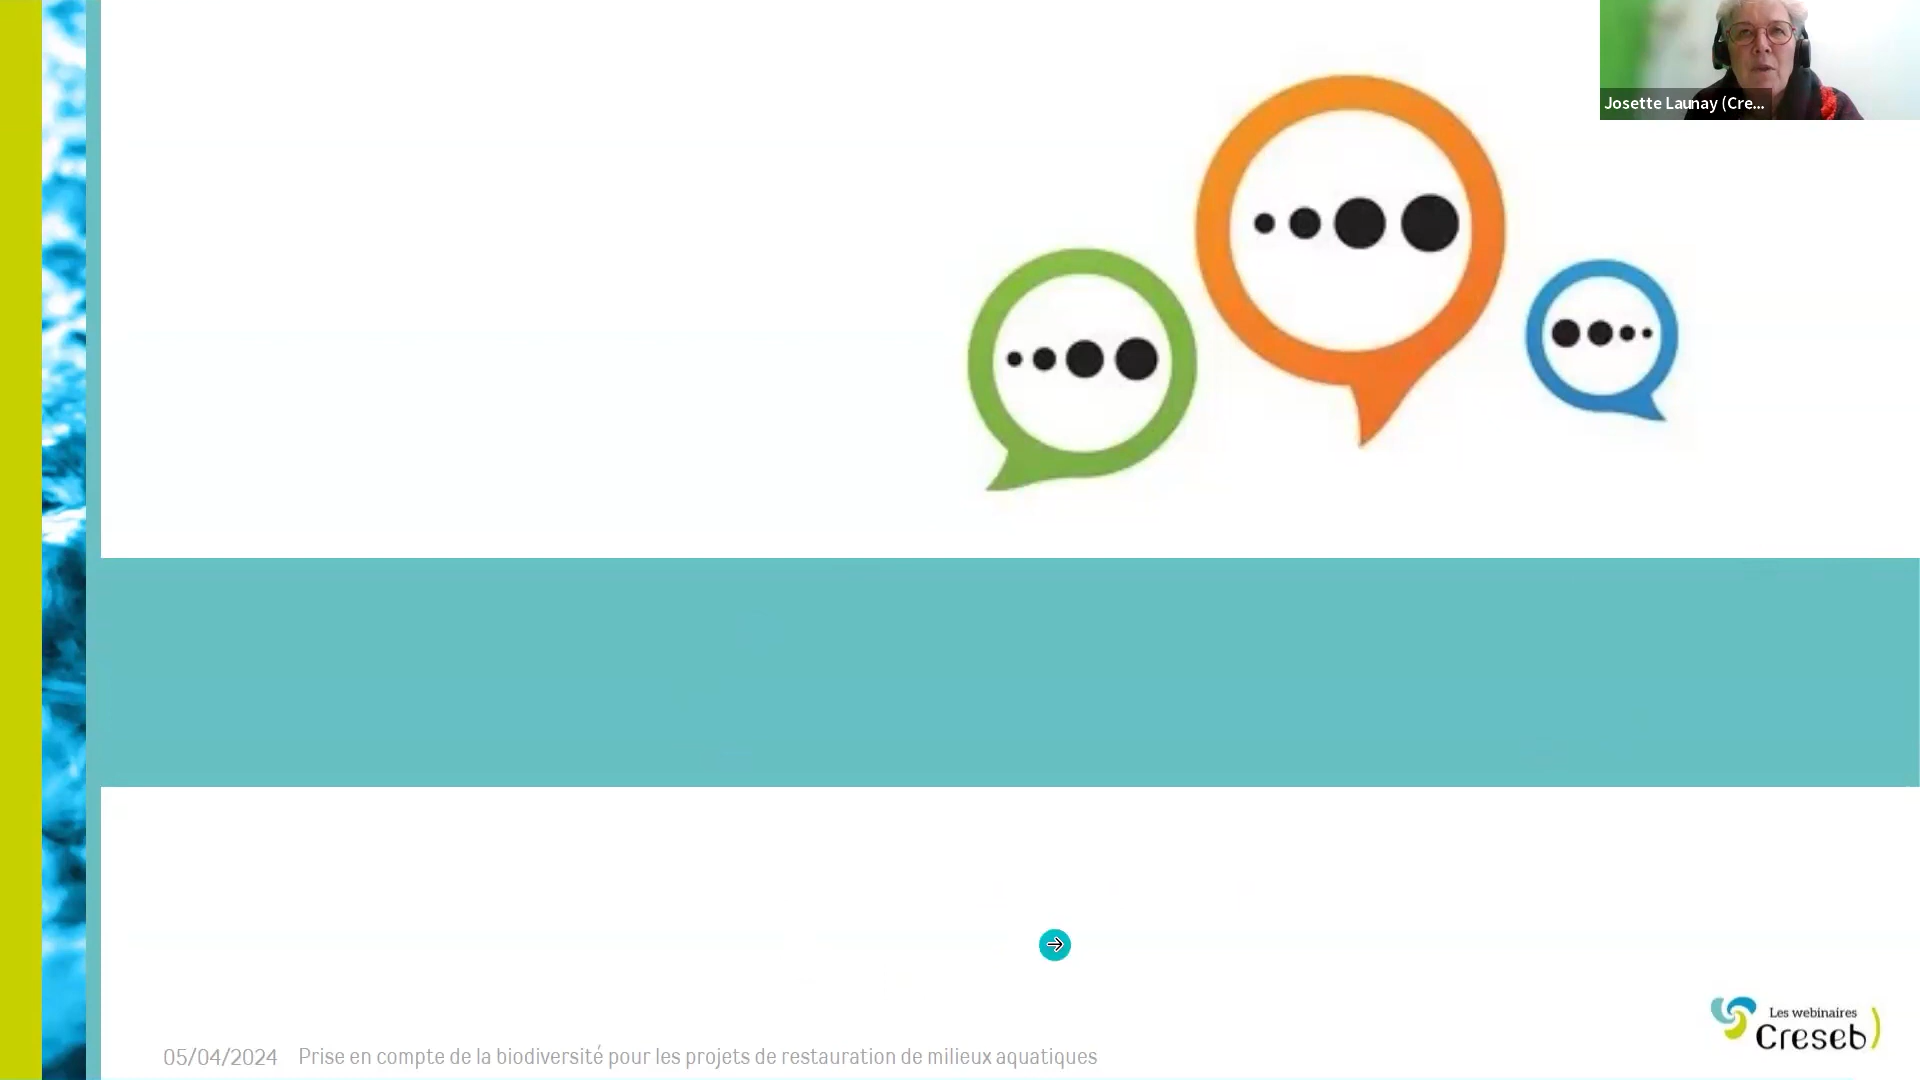 Josette Launay (Cre...
Les webinaires
Creseb
05/04/2024 Prise en compte de la biodiversité pour les projets de restauration de milieux aquatiques